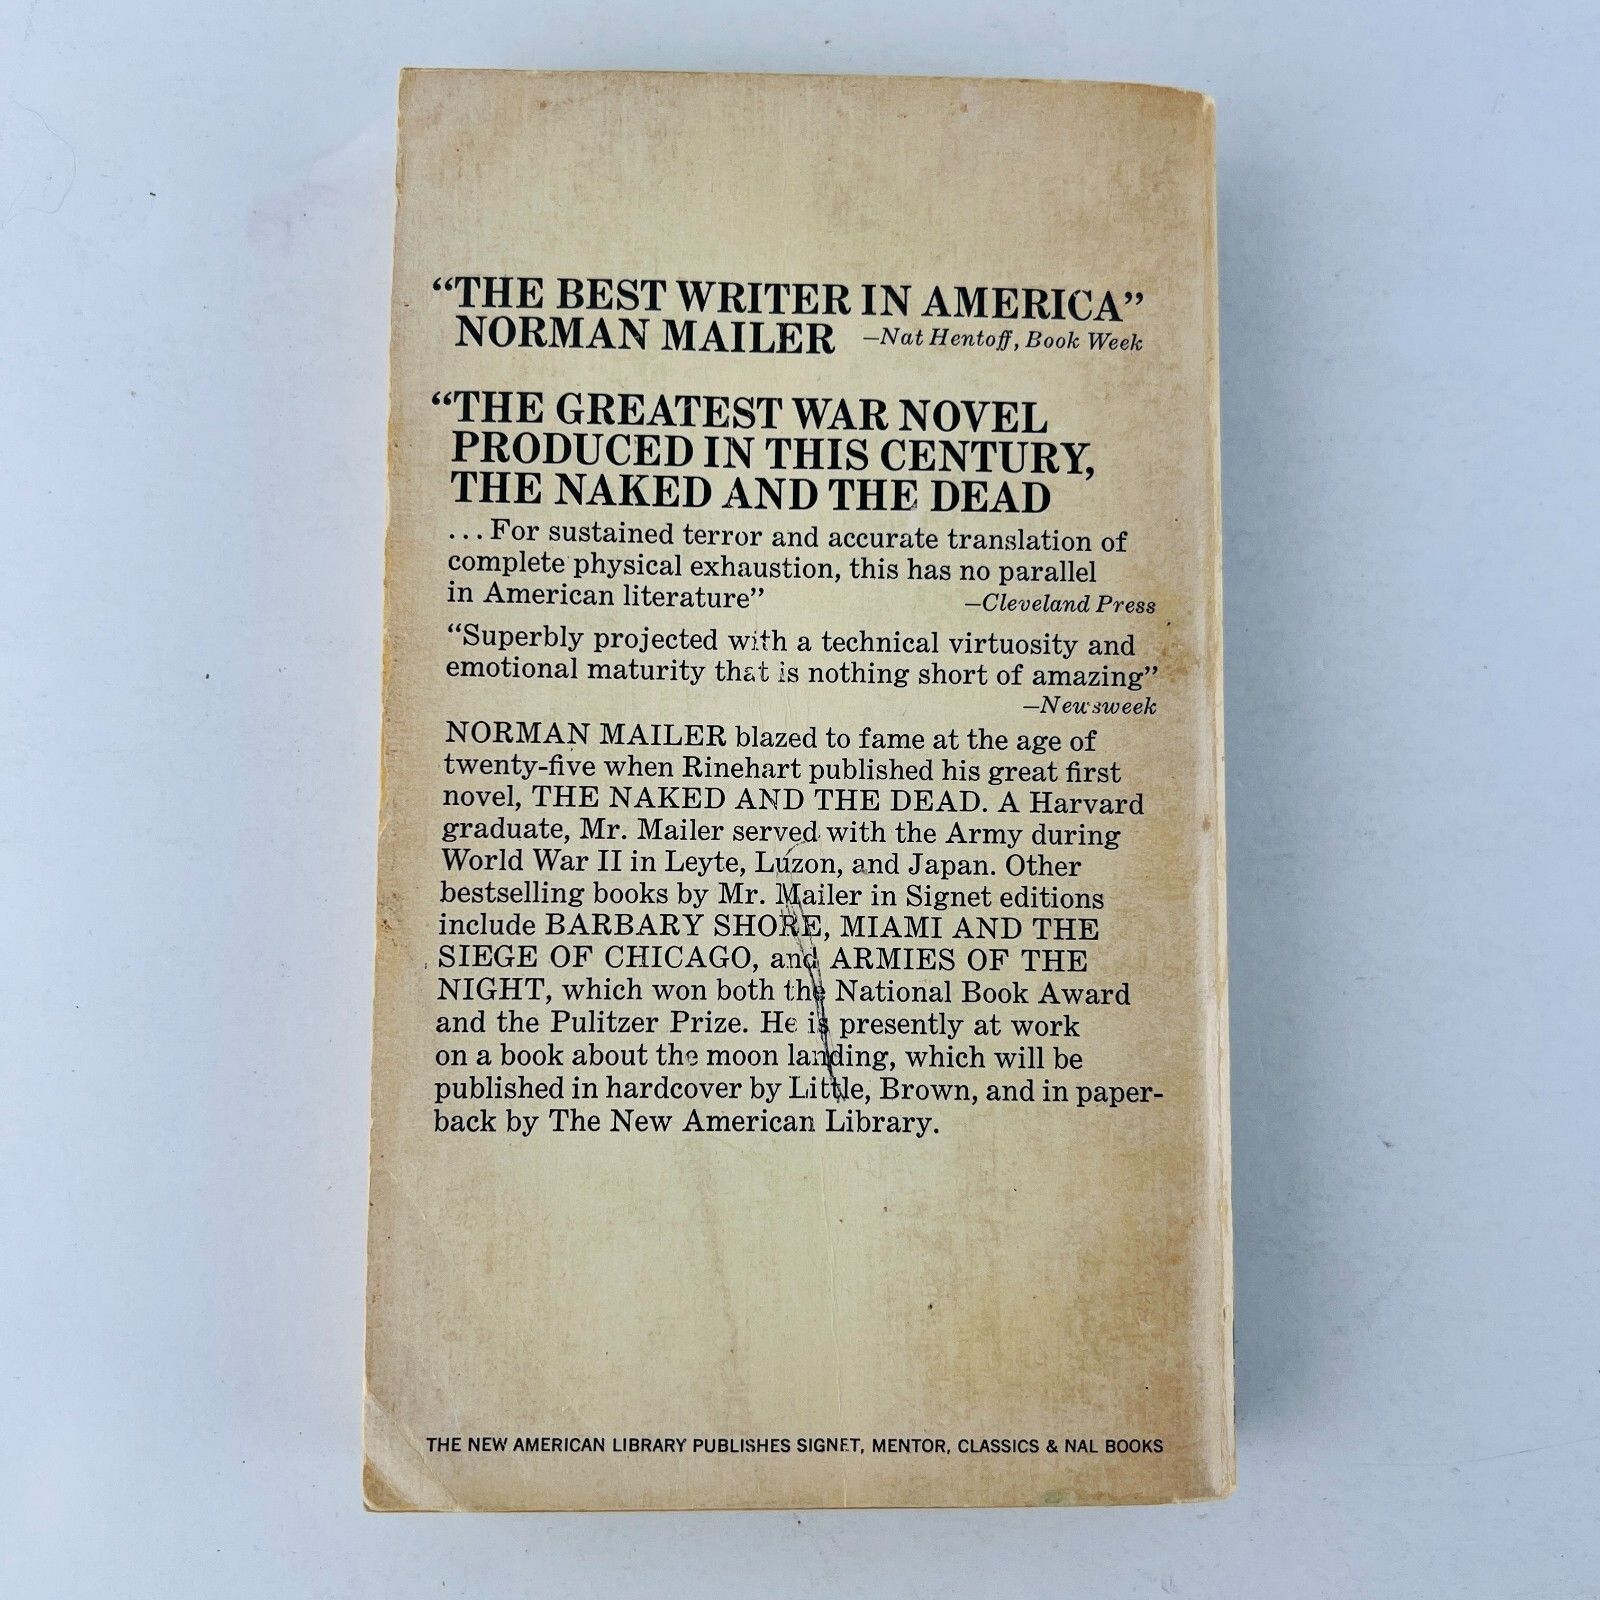 “THE BEST WRITER IN AMERICA”
NORMAN MAILER —Nat Hentoff, Book Week
“THE GREATEST WAR NOVEL
PRODUCED IN THIS CENTURY,
THE NAKED AND THE DEAD
...For sustained terror and accurate translation of
complete physical exhaustion, this has no parallel
in American literature” —Cleveland Press
“Superbly projected with a technical virtuosity and
emotional maturity that is nothing short of amazing”
—Newsweek
NORMAN MAILER blazed to fame at the age of
twenty-five when Rinehart published his great first
novel, THE NAKED AND THE DEAD. A Harvard
graduate, Mr. Mailer served with the Army during
World War II in Leyte, Luzon, and Japan. Other
bestselling books by Mr. Mailer in Signet editions
include BARBARY SHORE, MIAMI AND THE
SIEGE OF CHICAGO, and ARMIES OF THE
NIGHT, which won both the National Book Award
and the Pulitzer Prize. He is presently at work
on a book about the moon landing, which will be
published in hardcover by Little, Brown, and in paper-
back by The New American Library.
THE NEW AMERICAN LIBRARY PUBLISHES SIGNET, MENTOR, CLASSICS & NAL BOOKS